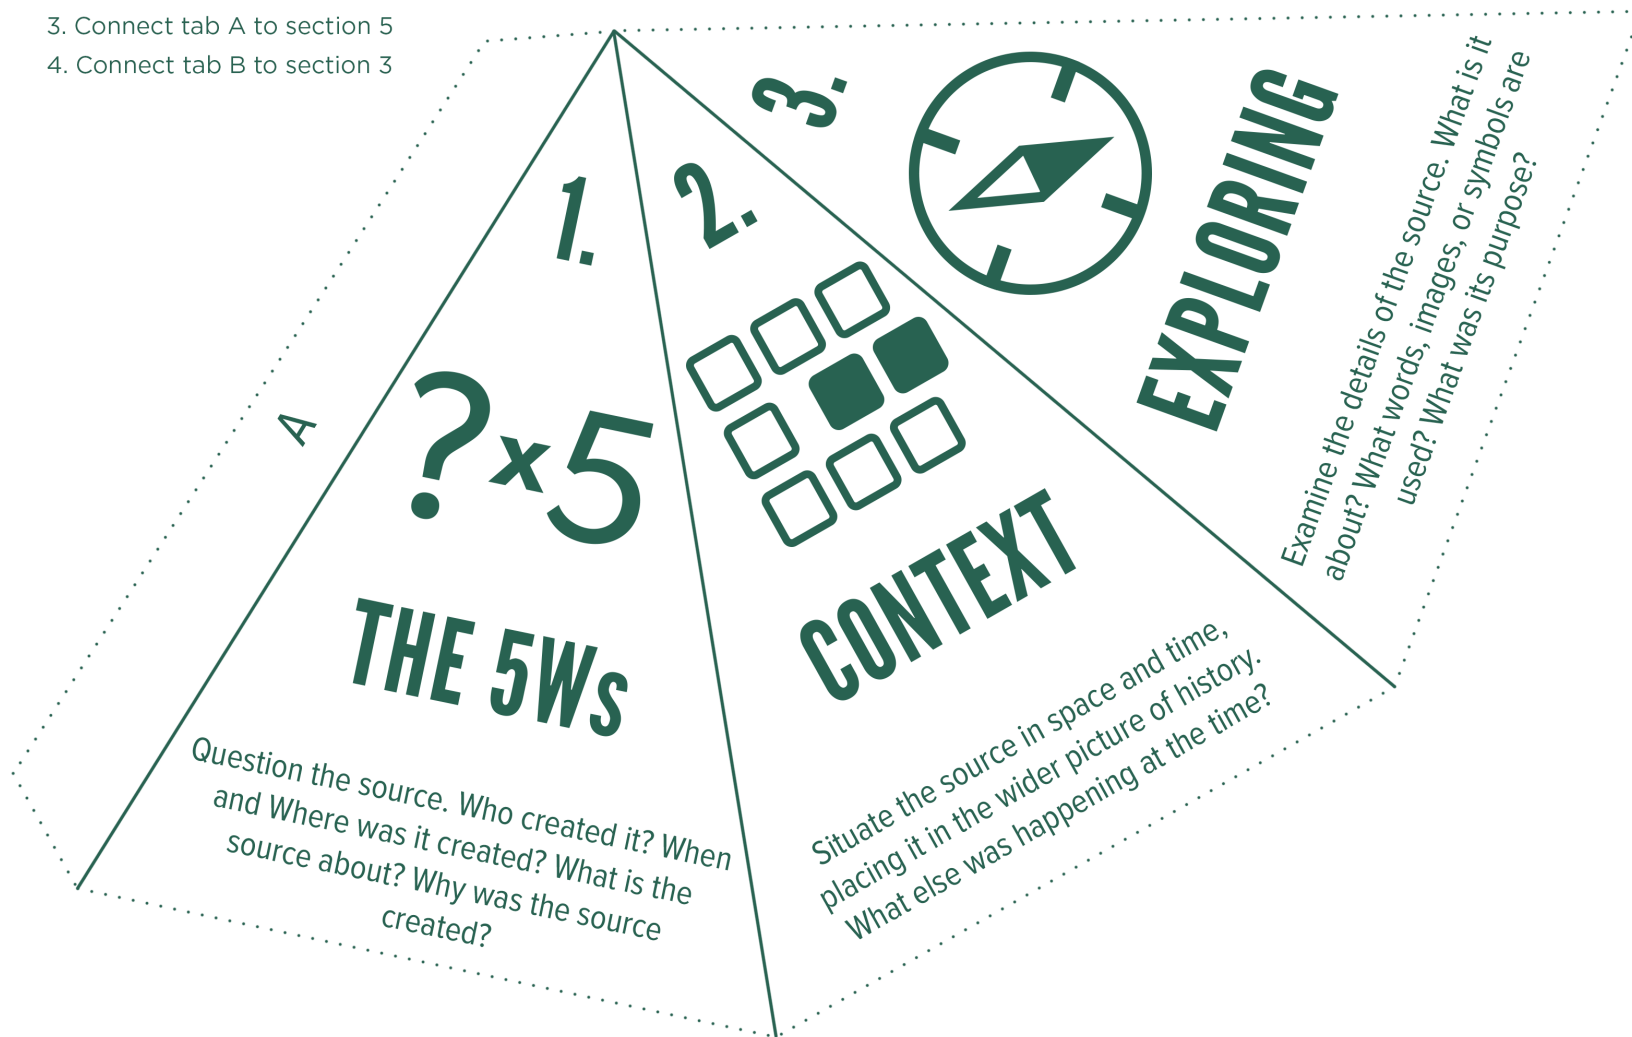 3. Connect tab A to section 5
4. Connect tab B to section 3
A
1.
?x5
THE 5Ws
Question the source. Who created it? When
and Where was it created? What is the
source about? Why was the source
created?
2.
CONTEXT
Situate the source in space and time,
placing it in the wider picture of history.
What else was happening at the time?
3.
EXPLORING
Examine the details of the source. What is it
about? What words, images, or symbols are
used? What was its purpose?